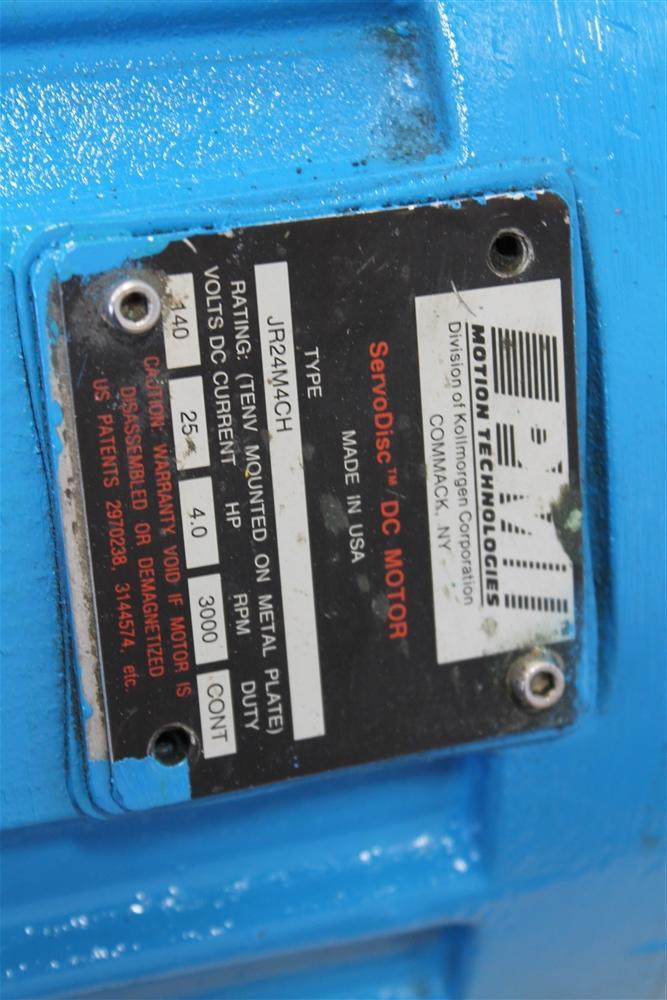 PMI
MOTION TECHNOLOGIES
Division of Kollmorgen Corporation
COMMACK, NY
ServoDisc™ DC MOTOR
MADE IN USA
TYPE
JR24M4CH
RATING: (TENV MOUNTED ON METAL PLATE)
VOLTS DC CURRENT HP RPM DUTY
140 25 4.0 3000 CONT
CAUTION: WARRANTY VOID IF MOTOR IS
DISASSEMBLED OR DEMAGNETIZED
US PATENTS 2970238, 3144574, etc.